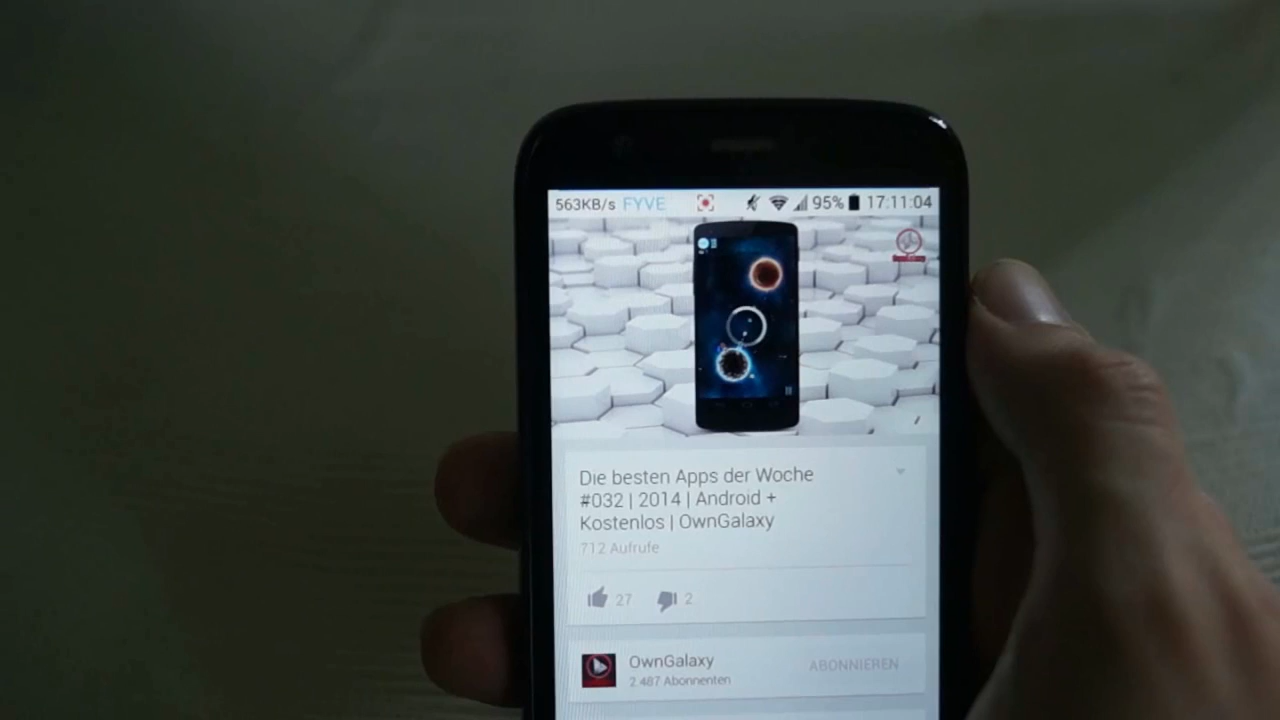 563KB/s FYVE 95% 17:11:04
Die besten Apps der Woche
#032 | 2014 | Android +
Kostenlos | OwnGalaxy
712 Aufrufe
27 2
OwnGalaxy
2 487 Abonnenten
ABONNIEREN